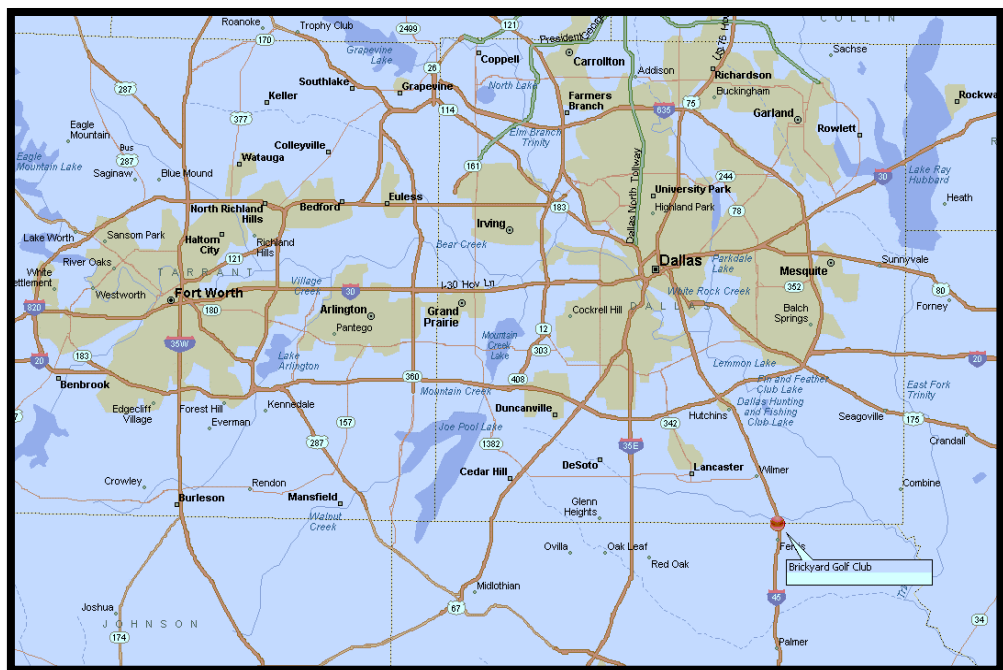 Roanoke
Trophy Club
2499
121
COLLIN
170
Grapevine
Lake
26
Coppell
Carrollton
Addison
Sachse
Richardson
Southlake
Grapevine
North Lake
Buckingham
287
Keller
Farmers
Branch
635
75
Garland
Rockwa
114
377
Rowlett
Eagle
Mountain
Colleyville
Elm Branch
Trinity
Bus
287
Watauga
161
Eagle
Mountain Lake
Saginaw
Blue Mound
244
30
Lake Ray
Hubbard
Dallas North Tollway
University Park
Euless
Bedford
Heath
North Richland
Hills
183
Highland Park
78
Irving
Lake Worth
Sansom Park
Haltom
City
Richland
Hills
Bear Creek
River Oaks
121
Dallas
Parkdale
Lake
Sunnyvale
White
ettlement
TARRANT
Village
Creek
Mesquite
Westworth
Fort Worth
30
I-30 Hov Ln
White Rock Creek
352
80
820
180
Arlington
Grand
Prairie
DALLAS
Forney
Pantego
Cockrell Hill
Balch
Springs
12
Mountain
Creek
Lake
35W
303
183
20
Lake
Arlington
Lemmon Lake
20
Benbrook
360
408
Mountain Creek
Fin and Feather
Club Lake
East Fork
Trinity
Dallas Hunting
and Fishing
Club Lake
Edgecliff
Village
Forest Hill
Kennedale
Duncanville
Hutchins
Seagoville
175
Everman
157
Joe Pool Lake
342
Crandall
287
1382
35E
DeSoto
Cedar Hill
Lancaster
Wilmer
Crowley
Rendon
Combine
Burleson
Mansfield
Walnut
Creek
Glenn
Heights
Ovilla
Oak Leaf
Red Oak
Brickyard Golf Club
Midlothian
45
Joshua
67
JOHNSON
34
174
Palmer